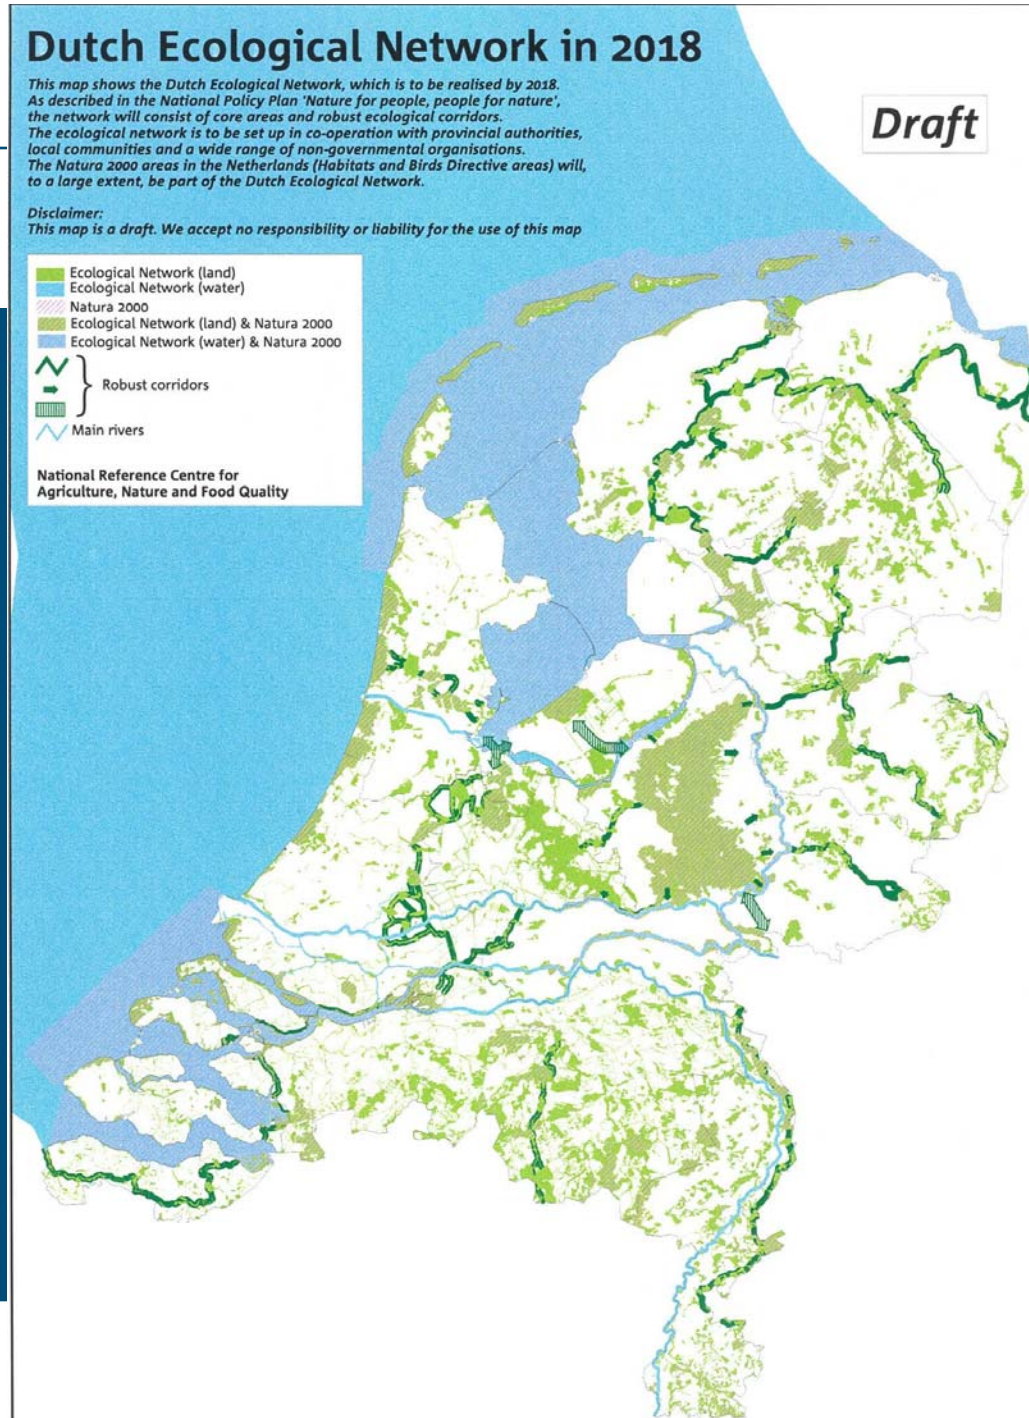 Dutch Ecological Network in 2018
This map shows the Dutch Ecological Network, which is to be realised by 2018.
As described in the National Policy Plan 'Nature for people, people for nature',
the network will consist of core areas and robust ecological corridors.
The ecological network is to be set up in co-operation with provincial authorities,
local communities and a wide range of non-governmental organisations.
The Natura 2000 areas in the Netherlands (Habitats and Birds Directive areas) will,
to a large extent, be part of the Dutch Ecological Network.
Draft
Disclaimer:
This map is a draft. We accept no responsibility or liability for the use of this map
Ecological Network (land)
Ecological Network (water)
Natura 2000
Ecological Network (land) & Natura 2000
Ecological Network (water) & Natura 2000
Robust corridors
Main rivers
National Reference Centre for
Agriculture, Nature and Food Quality